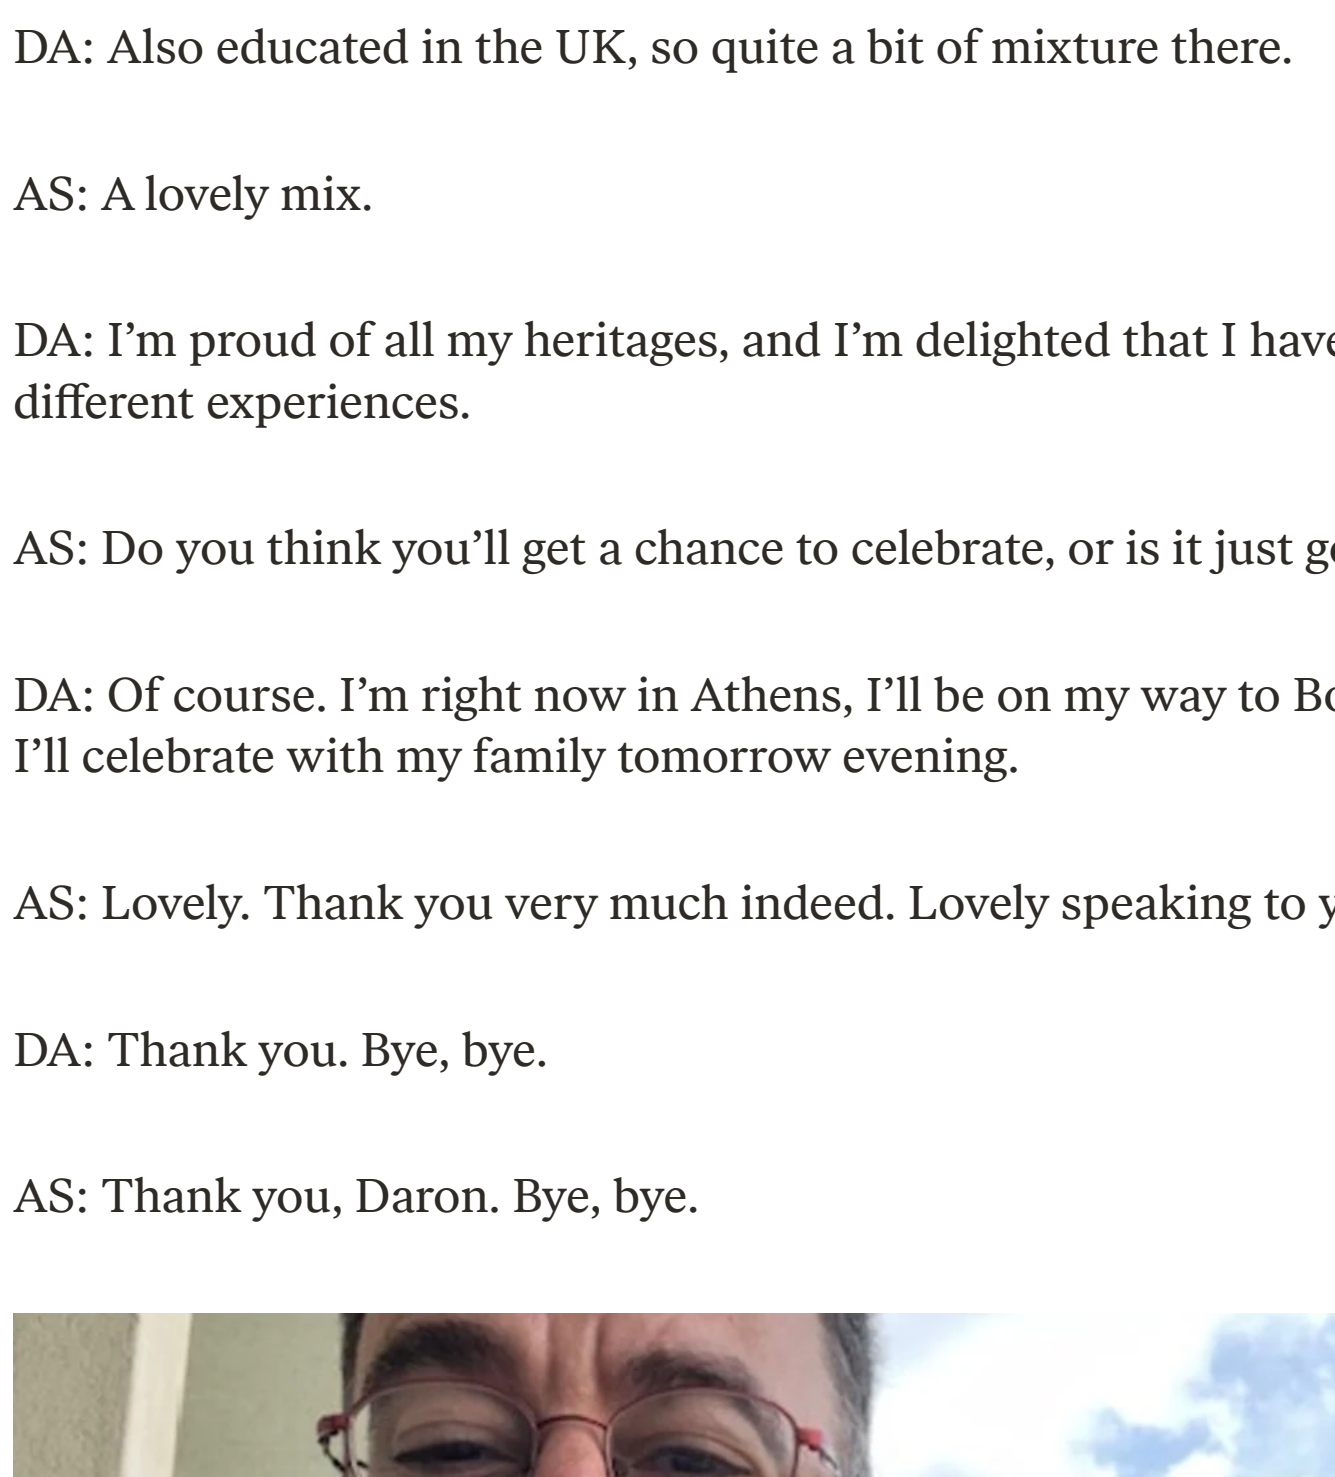 DA: Also educated in the UK, so quite a bit of mixture there.
AS: A lovely mix.
DA: I’m proud of all my heritages, and I’m delighted that I have
different experiences.
AS: Do you think you’ll get a chance to celebrate, or is it just
DA: Of course. I’m right now in Athens, I’ll be on my way to
I’ll celebrate with my family tomorrow evening.
AS: Lovely. Thank you very much indeed. Lovely speaking to
DA: Thank you. Bye, bye.
AS: Thank you, Daron. Bye, bye.